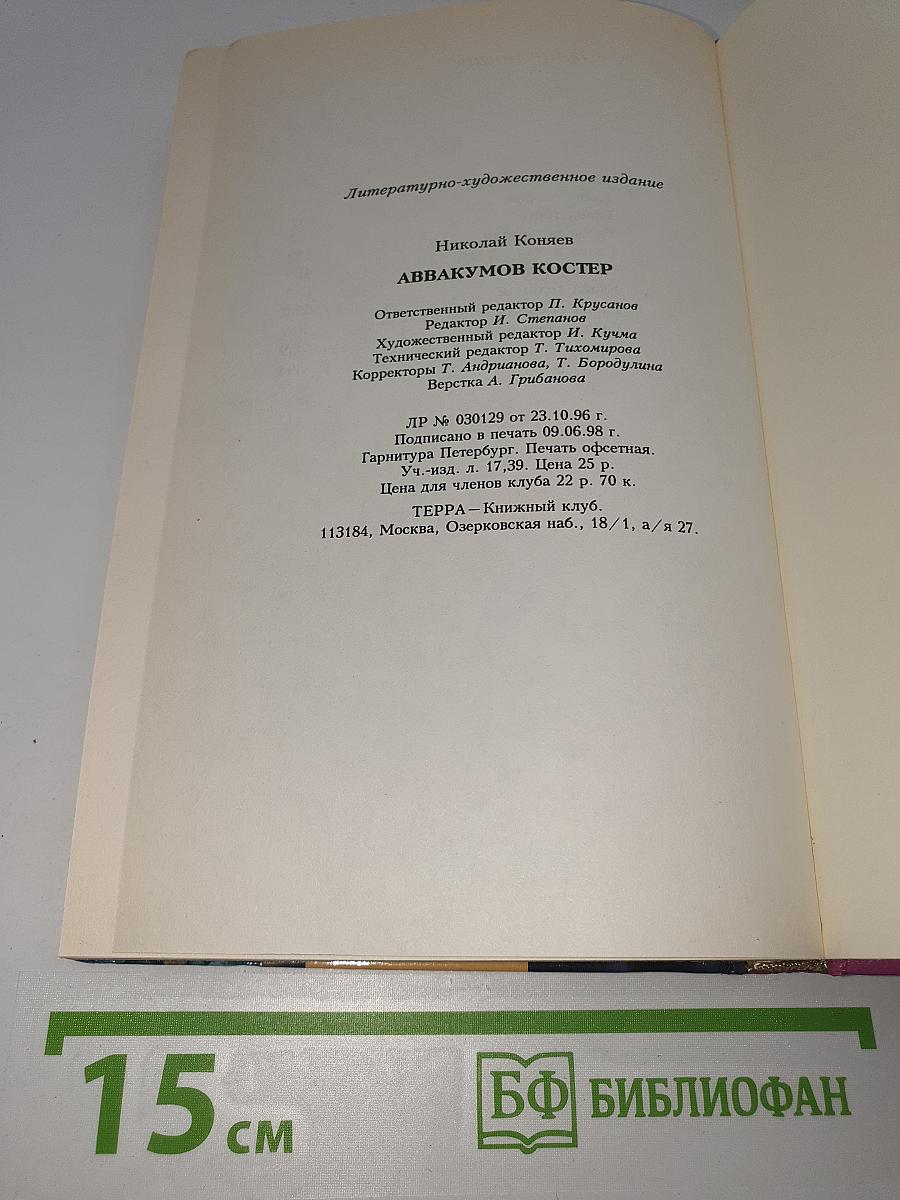 Литературно-художественное издание
Николай Коняев
АВВАКУМОВ КОСТЕР
Ответственный редактор П. Крусанов
Редактор И. Степанов
Художественный редактор И. Кучма
Технический редактор Т. Тихомирова
Корректоры Т. Андрианова, Т. Бородулина
Верстка А. Грибанова
ЛР № 030129 от 23.10.96 г.
Подписано в печать 09.06.98 г.
Гарнитура Петербург. Печать офсетная.
Уч.-изд. л. 17,39. Цена 25 р.
Цена для членов клуба 22 р. 70 к.
ТЕРРА—Книжный клуб.
113184, Москва, Озерковская наб., 18/1, а/я 27.
15 см
БФ БИБЛИОФАН